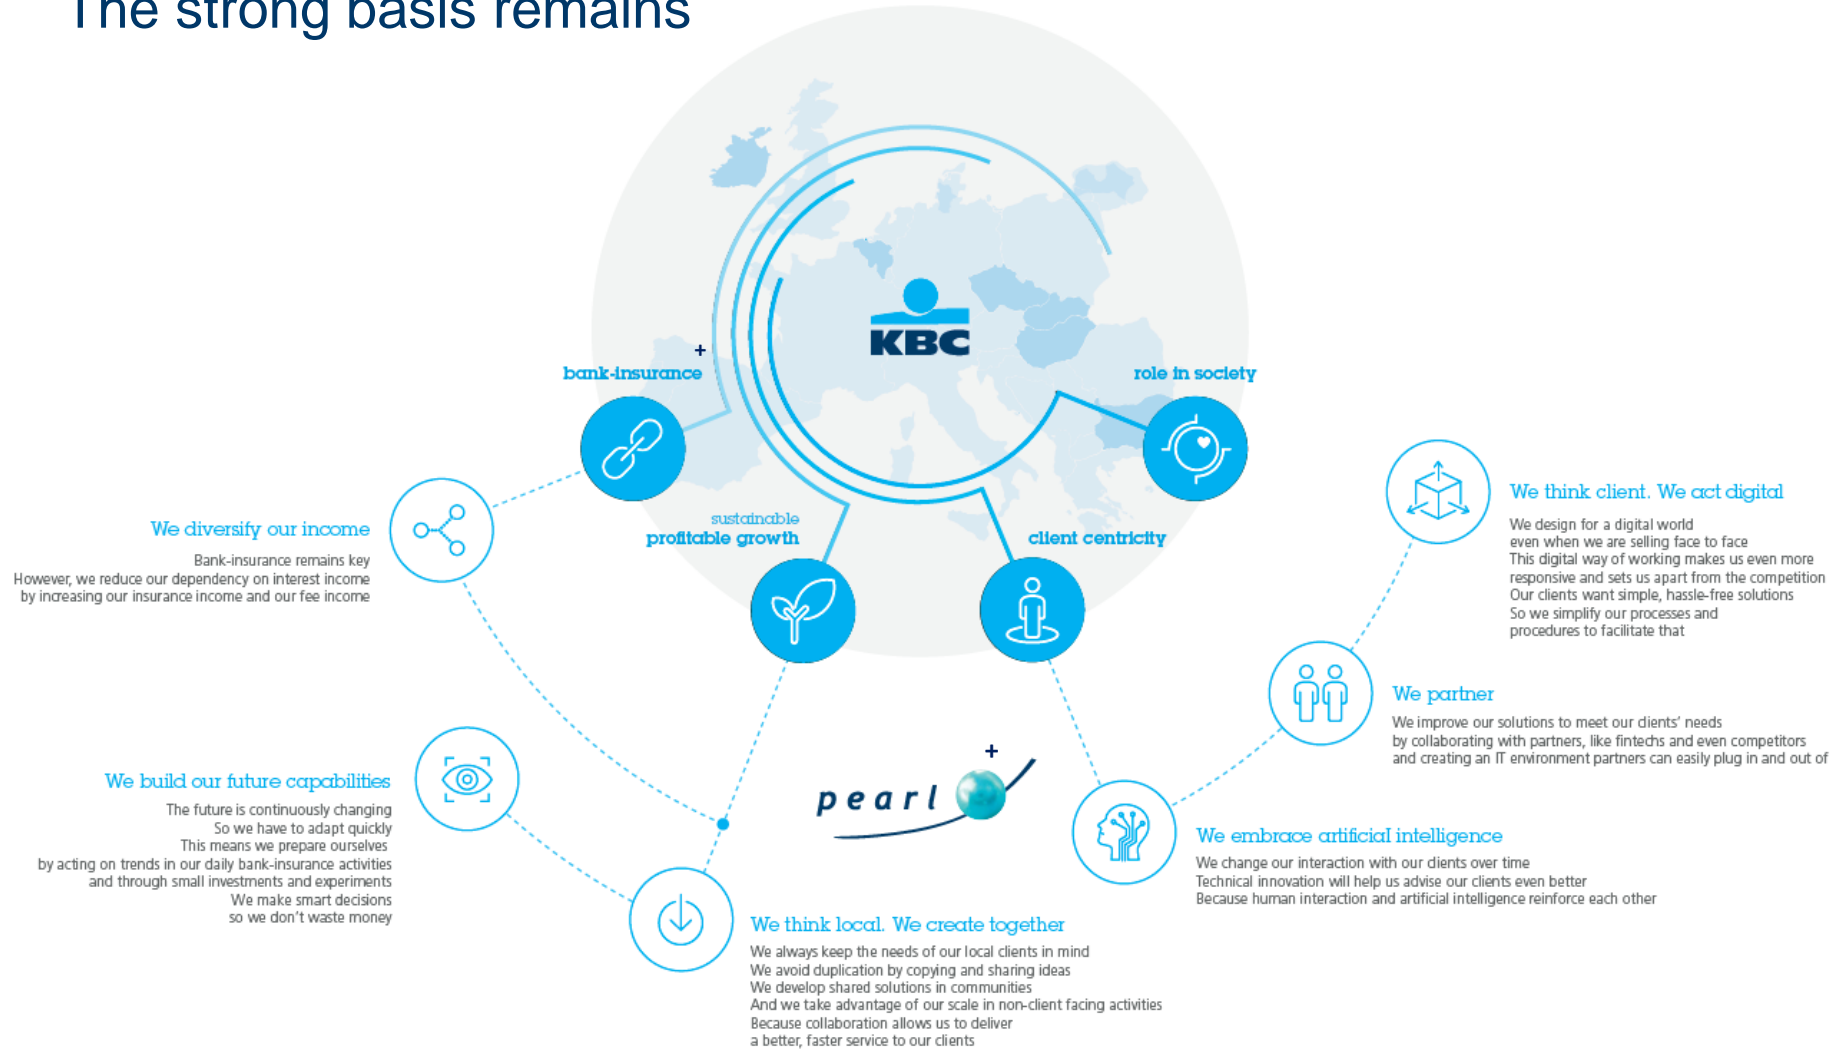 The strong basis remains
KBC
+
bank-insurance
role in society
sustainable
profitable growth
client centricity
We diversify our income
Bank-insurance remains key
However, we reduce our dependency on interest income
by increasing our insurance income and our fee income
We think client. We act digital
We design for a digital world
even when we are selling face to face
This digital way of working makes us even more
responsive and sets us apart from the competition
Our clients want simple, hassle-free solutions
So we simplify our processes and
procedures to facilitate that
We partner
We improve our solutions to meet our clients' needs
by collaborating with partners, like fintechs and even competitors
and creating an IT environment partners can easily plug in and out of
We build our future capabilities
The future is continuously changing
So we have to adapt quickly
This means we prepare ourselves
by acting on trends in our daily bank-insurance activities
and through small investments and experiments
We make smart decisions
so we don't waste money
pearl
+
We embrace artificial intelligence
We change our interaction with our clients over time
Technical innovation will help us advise our clients even better
Because human interaction and artificial intelligence reinforce each other
We think local. We create together
We always keep the needs of our local clients in mind
We avoid duplication by copying and sharing ideas
We develop shared solutions in communities
And we take advantage of our scale in non-client facing activities
Because collaboration allows us to deliver
a better, faster service to our clients